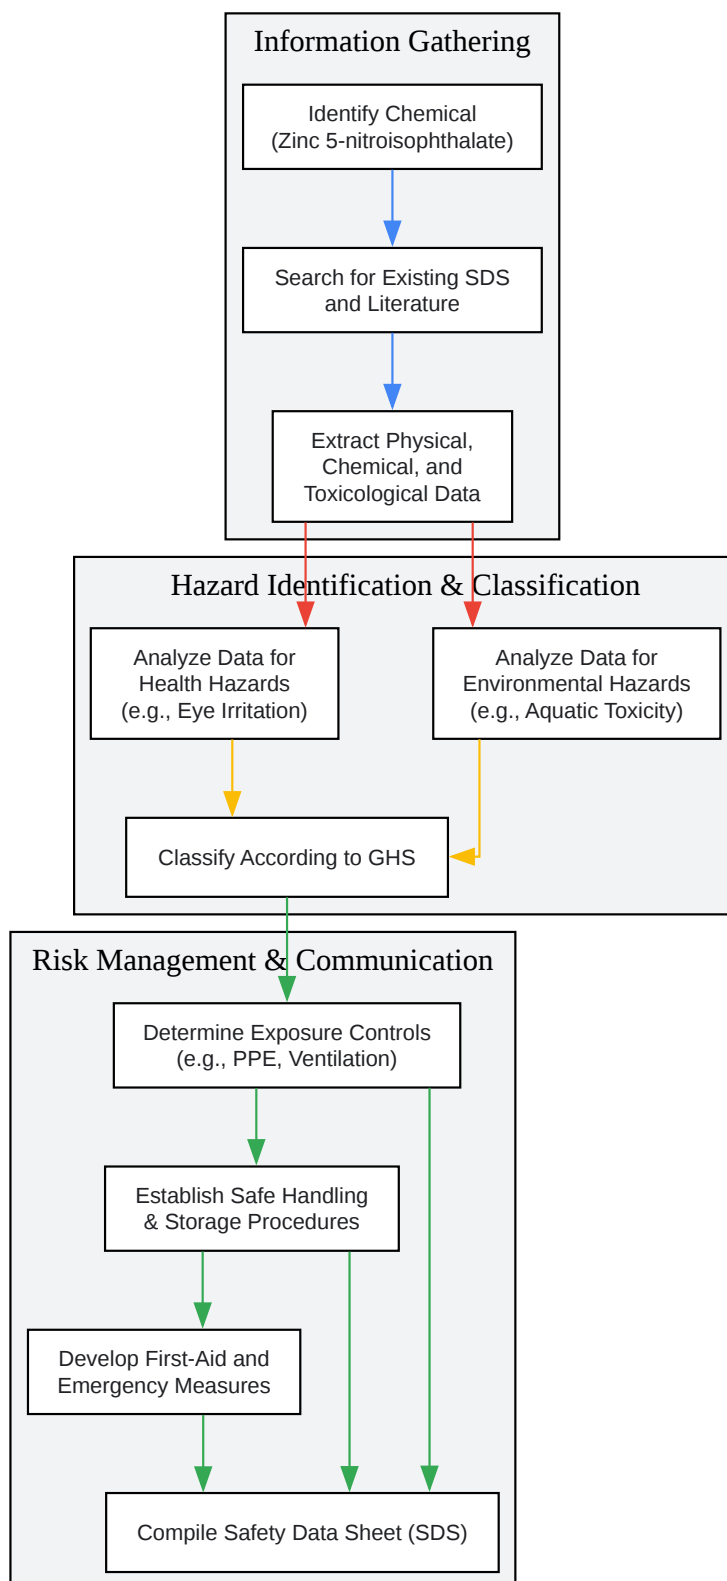 Information Gathering
Identify Chemical
(Zinc 5-nitroisophthalate)
Search for Existing SDS
and Literature
Extract Physical,
Chemical, and
Toxicological Data
Hazard Identification & Classification
Analyze Data for
Health Hazards
(e.g., Eye Irritation)
Analyze Data for
Environmental Hazards
(e.g., Aquatic Toxicity)
Classify According to GHS
Risk Management & Communication
Determine Exposure Controls
(e.g., PPE, Ventilation)
Establish Safe Handling
& Storage Procedures
Develop First-Aid and
Emergency Measures
Compile Safety Data Sheet (SDS)